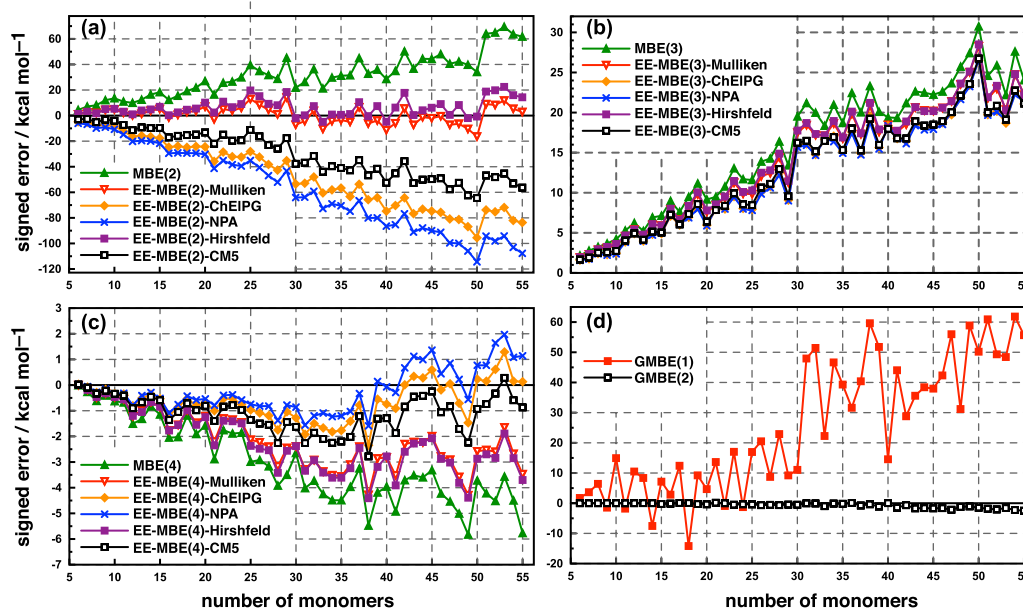 (a)
60
40
20
0
-20
-40
-60
-80
-100
-120
signed error / kcal mol−1
MBE(2)
EE-MBE(2)-Mulliken
EE-MBE(2)-ChElPG
EE-MBE(2)-NPA
EE-MBE(2)-Hirshfeld
EE-MBE(2)-CM5
5 10 15 20 25 30 35 40 45 50 55
(b)
30
25
20
15
10
5
0
MBE(3)
EE-MBE(3)-Mulliken
EE-MBE(3)-ChElPG
EE-MBE(3)-NPA
EE-MBE(3)-Hirshfeld
EE-MBE(3)-CM5
5 10 15 20 25 30 35 40 45 50 55
(c)
3
2
1
0
-1
-2
-3
-4
-5
-6
-7
signed error / kcal mol−1
MBE(4)
EE-MBE(4)-Mulliken
EE-MBE(4)-ChElPG
EE-MBE(4)-NPA
EE-MBE(4)-Hirshfeld
EE-MBE(4)-CM5
5 10 15 20 25 30 35 40 45 50 55
number of monomers
(d)
60
50
40
30
20
10
0
-10
-20
GMBE(1)
GMBE(2)
5 10 15 20 25 30 35 40 45 50 55
number of monomers